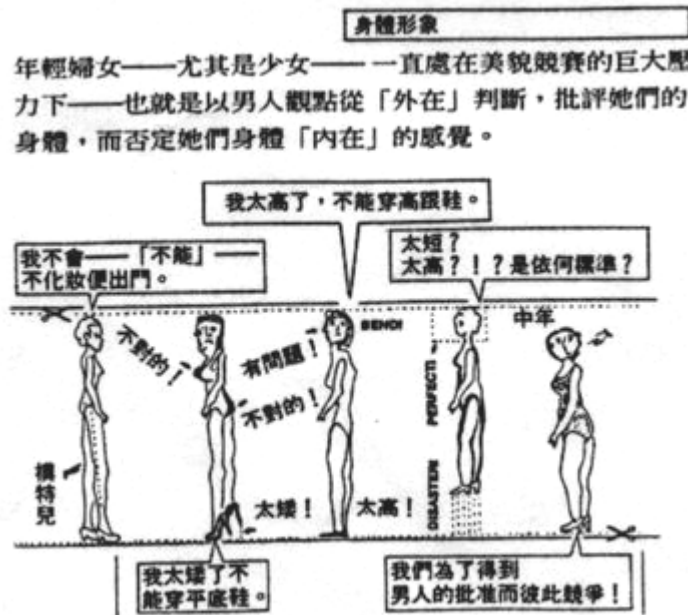 身體形象
年輕婦女——尤其是少女——一直處在美貌競賽的巨大壓
力下——也就是以男人觀點從「外在」判斷，批評她們的
身體，而否定她們身體「內在」的感覺。
我太高了，不能穿高跟鞋。
我不會——「不能」——
不化妝便出門。
太短？
太高？！？是依何標準？
不對的！
有問題！
BEND!
不對的！
PERFECT!
中年
模特兒
太矮！
太高！
DISASTER!
我太矮了不
能穿平底鞋。
我們為了得到
男人的批准而彼此競爭！